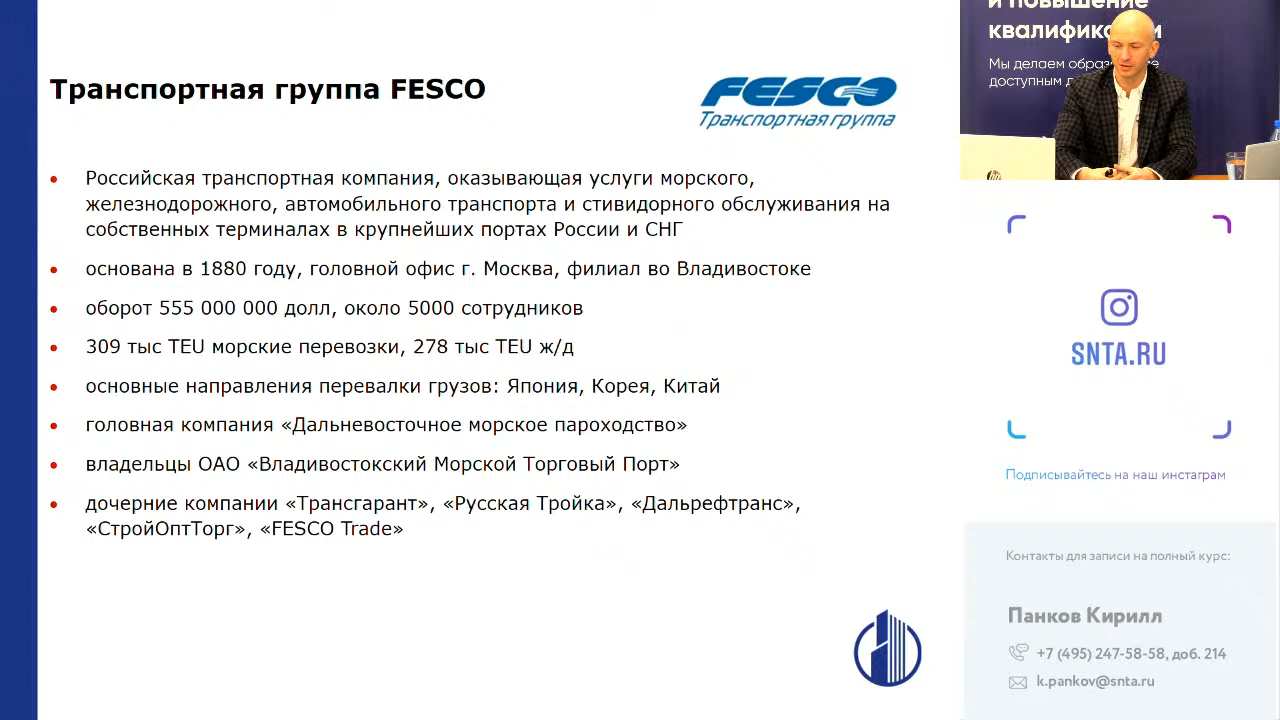 Транспортная группа FESCO
FESCO
Транспортная группа
Российская транспортная компания, оказывающая услуги морского,
железнодорожного, автомобильного транспорта и стивидорного обслуживания на
собственных терминалах в крупнейших портах России и СНГ
основана в 1880 году, головной офис г. Москва, филиал во Владивостоке
оборот 555 000 000 долл, около 5000 сотрудников
309 тыс TEU морские перевозки, 278 тыс TEU ж/д
основные направления перевалки грузов: Япония, Корея, Китай
головная компания «Дальневосточное морское пароходство»
владельцы ОАО «Владивостокский Морской Торговый Порт»
дочерние компании «Трансгарант», «Русская Тройка», «Дальрефтранс»,
«СтройОптТорг», «FESCO Trade»
и повышение
Мы делаем
доступным
SNTA.RU
Подписывайтесь на наш инстаграм
Контакты для записи на полный курс:
Панков Кирилл
+7 (495) 247-58-58, доб. 214
k.pankov@snta.ru